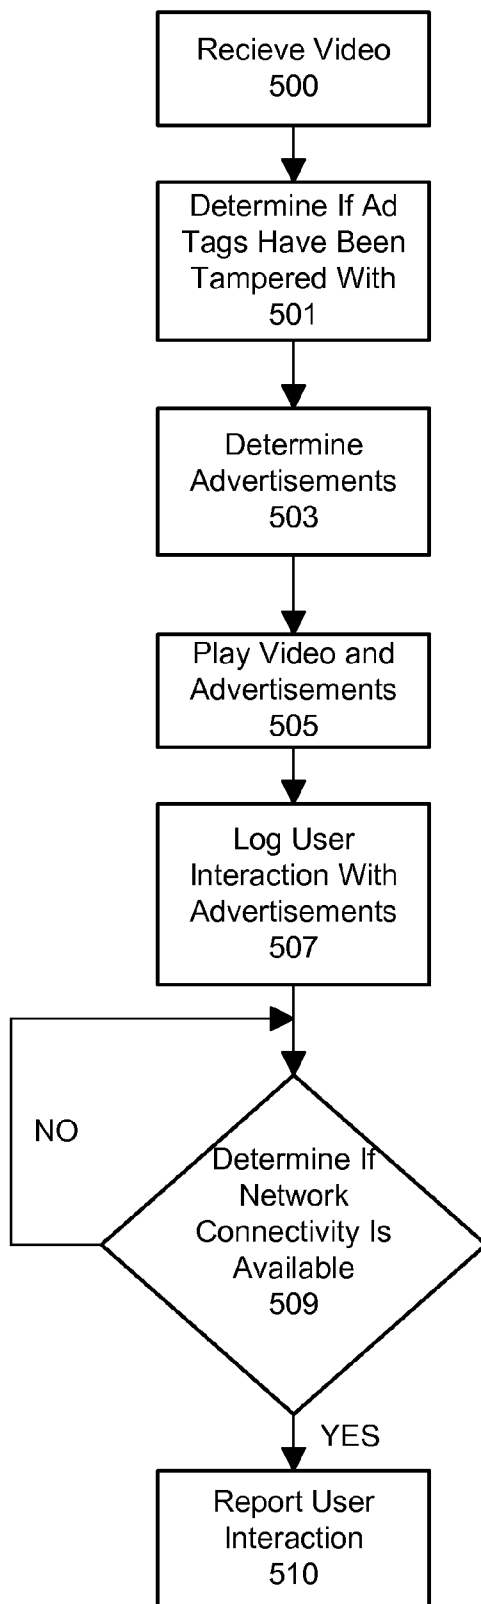 Recieve Video
500
Determine If Ad
Tags Have Been
Tampered With
501
Determine
Advertisements
503
Play Video and
Advertisements
505
Log User
Interaction With
Advertisements
507
NO
Determine If
Network
Connectivity Is
Available
509
YES
Report User
Interaction
510